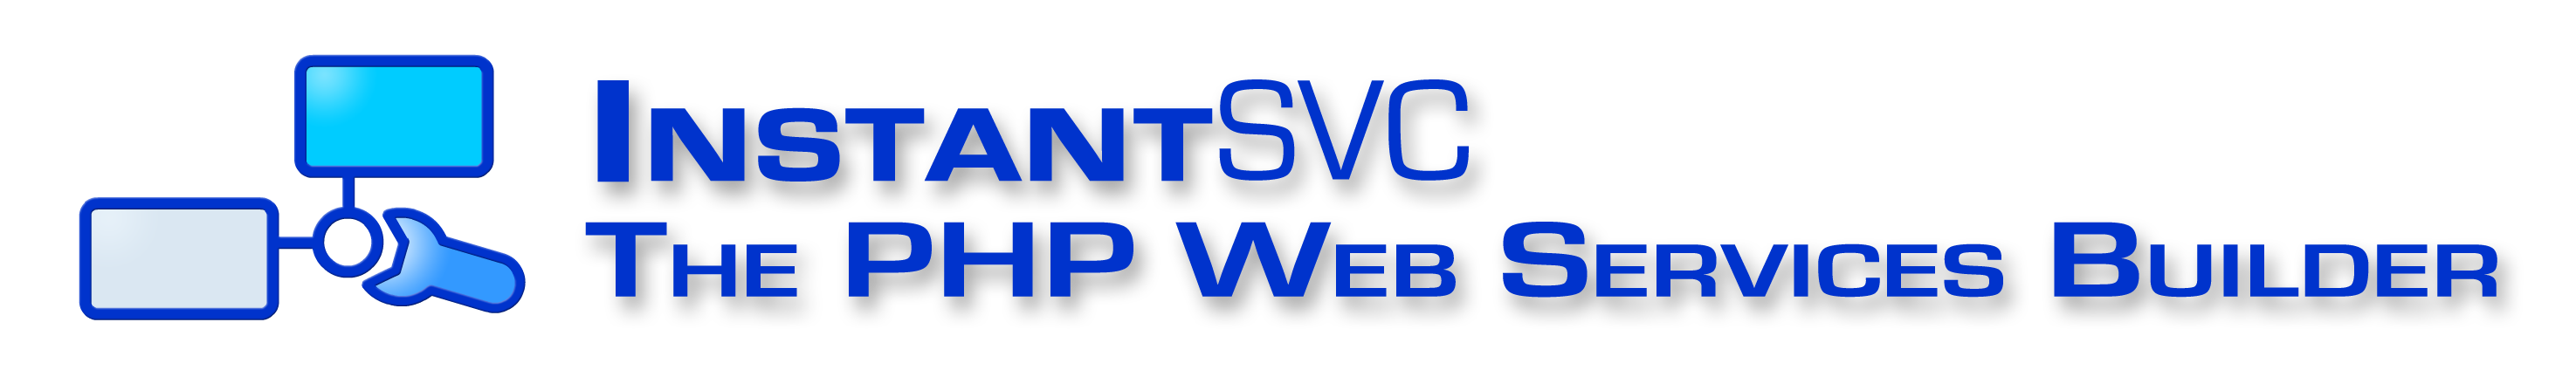 InstantSVC
The PHP Web Services Builder